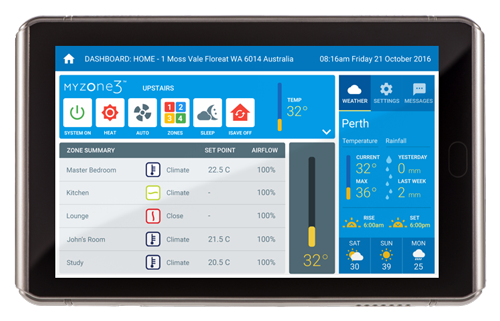 DASHBOARD: HOME - 1 Moss Vale Floreat WA 6014 Australia 08:16am Friday 21 October 2016
MYZONE3™ UPSTAIRS
TEMP
32°
1 2
3 4
SYSTEM ON HEAT AUTO ZONES SLEEP ISAVE OFF
WEATHER SETTINGS MESSAGES
Perth
Temperature Rainfall
CURRENT
32°
MAX
36°
YESTERDAY
0 mm
LAST WEEK
2 mm
RISE
6:00am
SET
6:00pm
SAT SUN MON
30 39 25
ZONE SUMMARY SET POINT AIRFLOW
Master Bedroom Climate 22.5 C 100%
Kitchen Climate - 100%
Lounge Close - 100%
John's Room Climate 21.5 C 100%
Study Climate 20.5 C 100%
32°